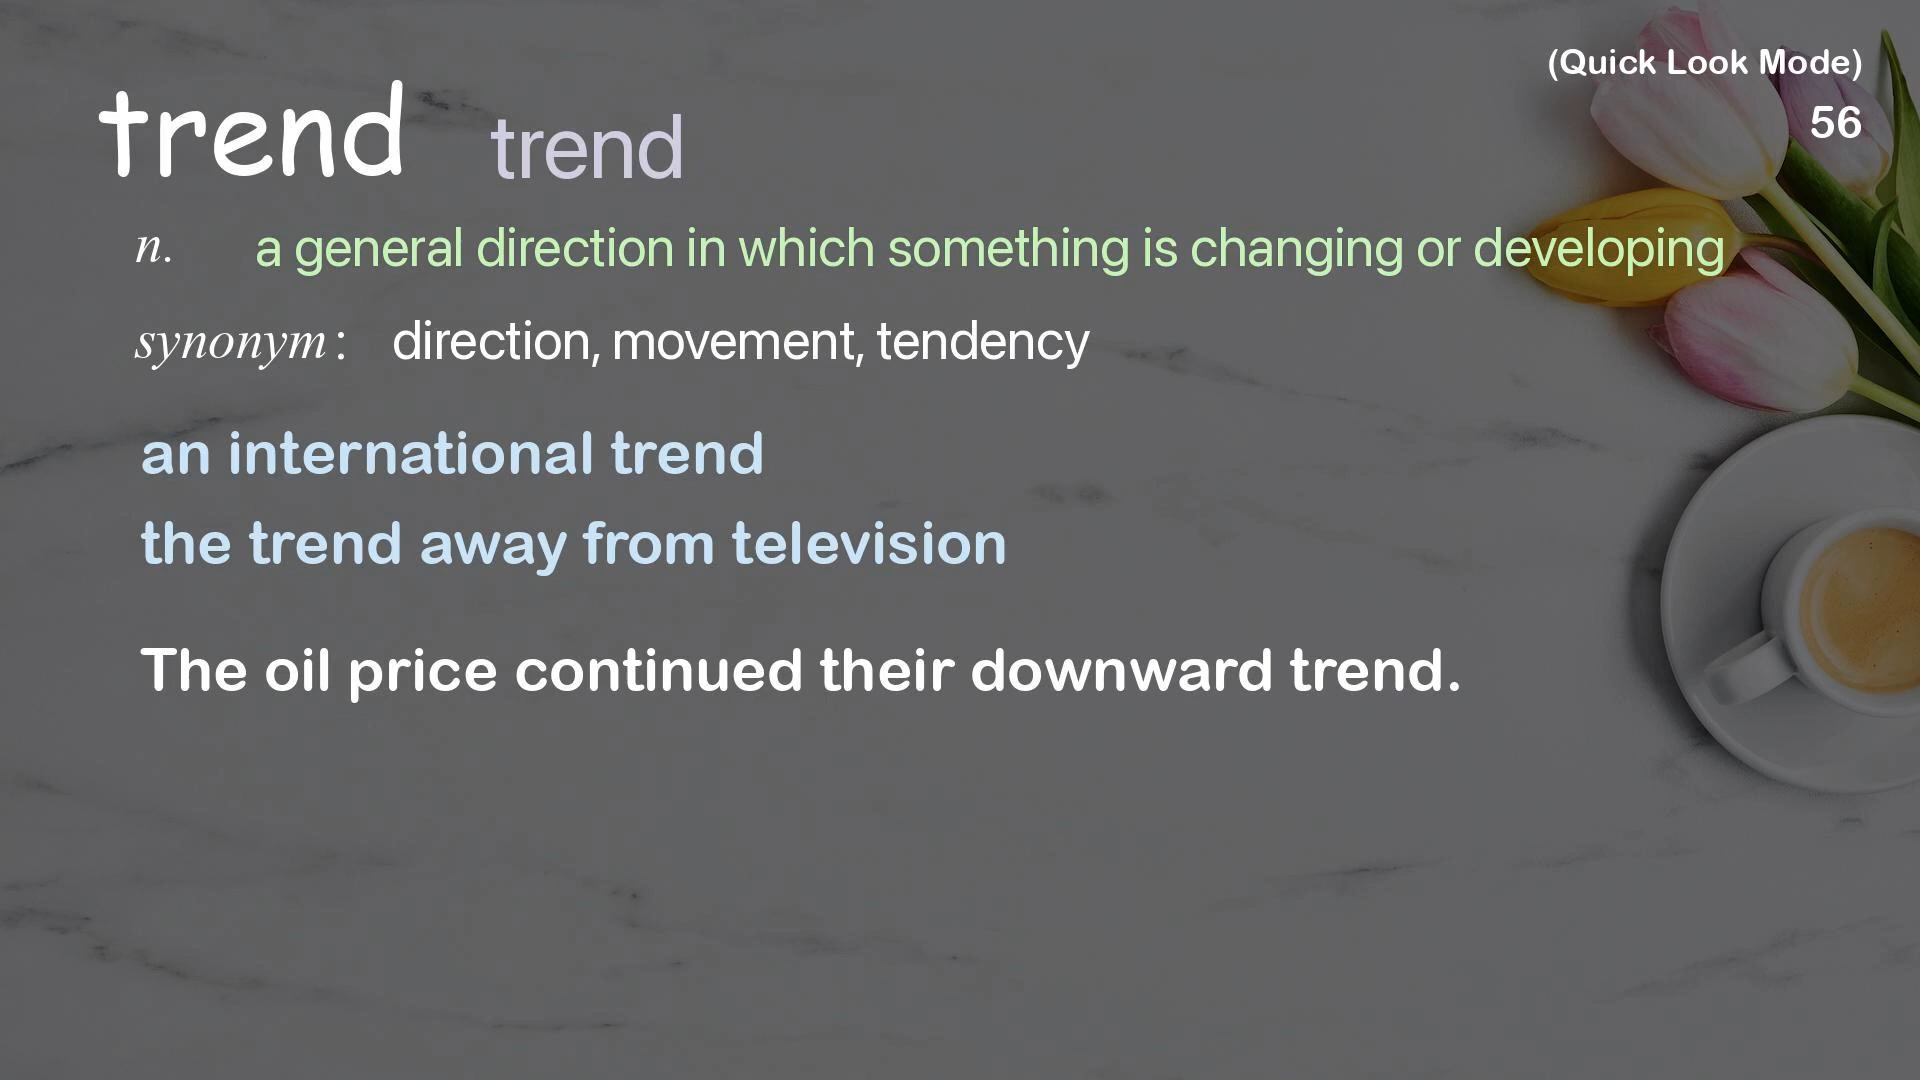 (Quick Look Mode)
56
trend trend
n. a general direction in which something is changing or developing
synonym : direction, movement, tendency
an international trend
the trend away from television
The oil price continued their downward trend.